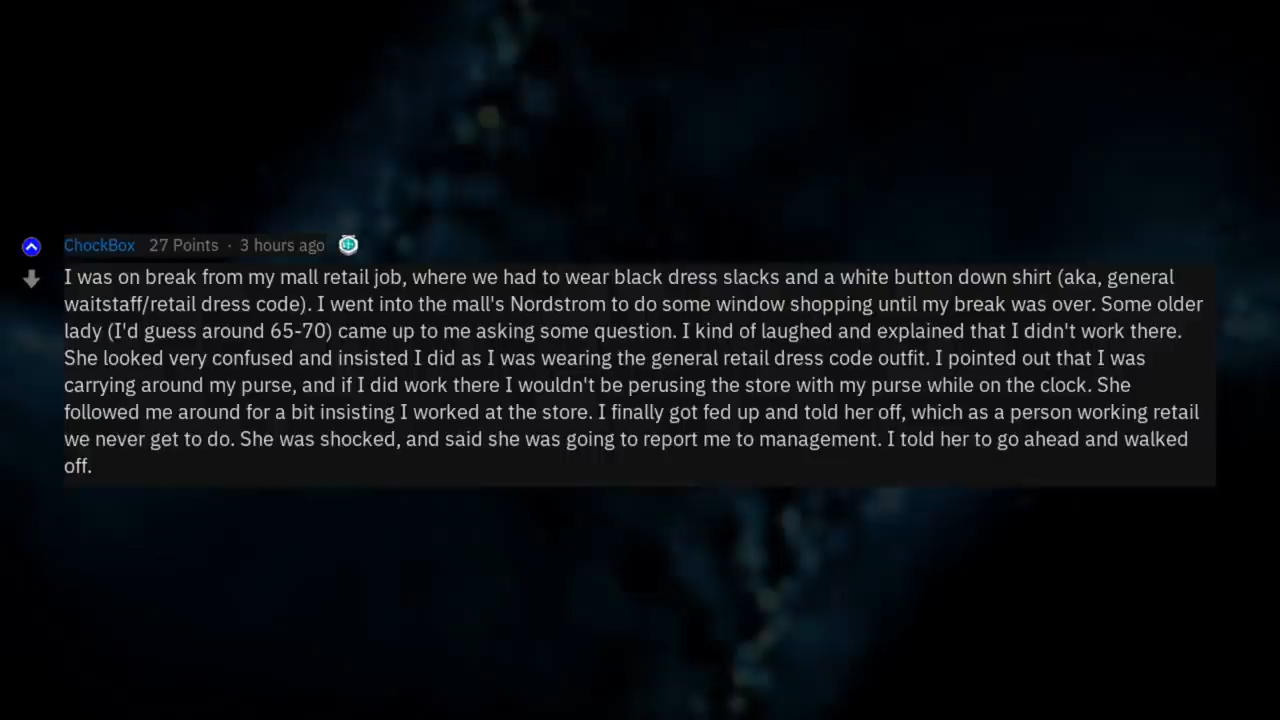 ChockBox 27 Points · 3 hours ago
I was on break from my mall retail job, where we had to wear black dress slacks and a white button down shirt (aka, general
waitstaff/retail dress code). I went into the mall's Nordstrom to do some window shopping until my break was over. Some older
lady (I'd guess around 65-70) came up to me asking some question. I kind of laughed and explained that I didn't work there.
She looked very confused and insisted I did as I was wearing the general retail dress code outfit. I pointed out that I was
carrying around my purse, and if I did work there I wouldn't be perusing the store with my purse while on the clock. She
followed me around for a bit insisting I worked at the store. I finally got fed up and told her off, which as a person working retail
we never get to do. She was shocked, and said she was going to report me to management. I told her to go ahead and walked
off.